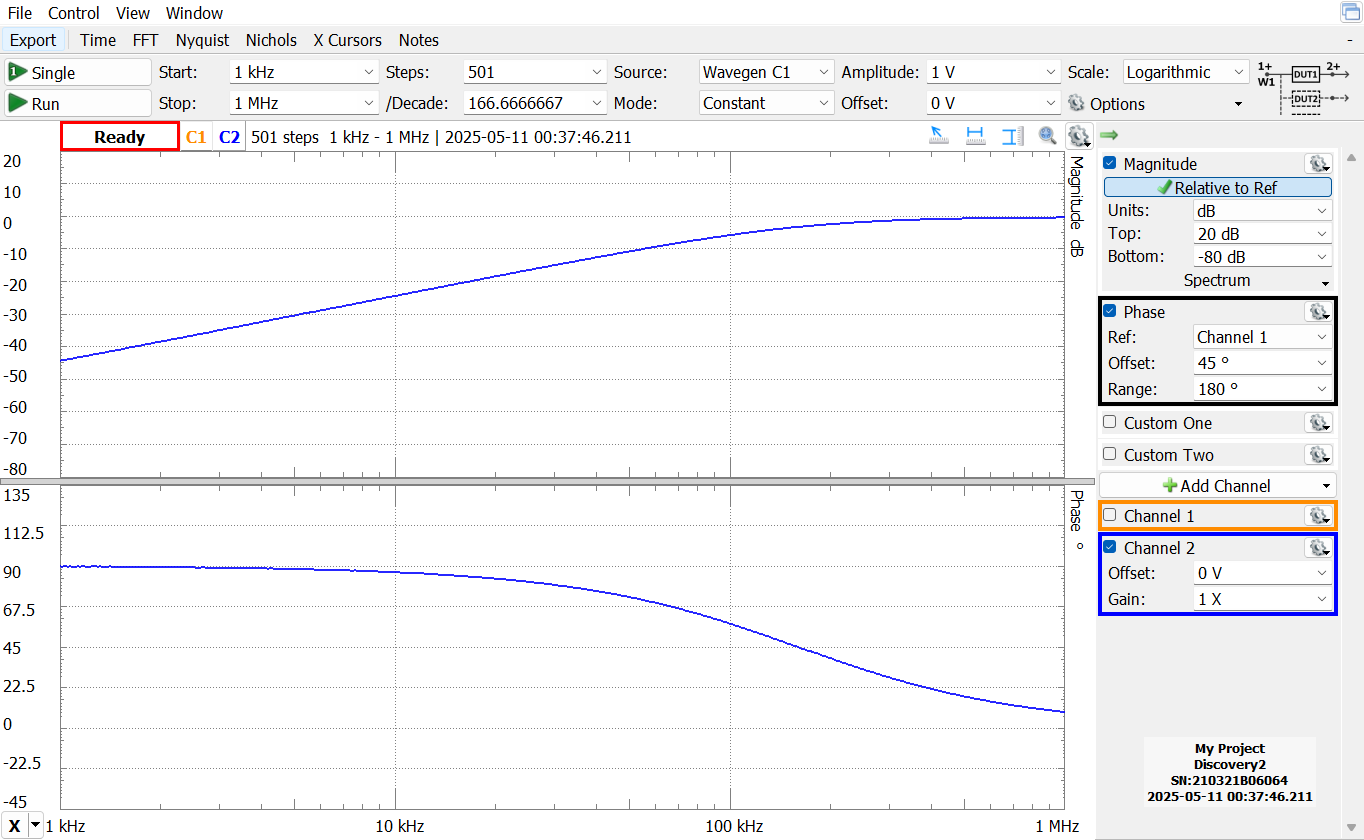 File Control View Window
Export Time FFT Nyquist Nichols X Cursors Notes -
1 Single Start: 1 kHz Steps: 501 Source: Wavegen C1 Amplitude: 1 V Scale: Logarithmic
Run Stop: 1 MHz /Decade: 166.6666667 Mode: Constant Offset: 0 V Options
1+ 2+
W1 DUT1
DUT2
Ready C1 C2 501 steps 1 kHz - 1 MHz | 2025-05-11 00:37:46.211
20
10
0
-10
-20
-30
-40
-50
-60
-70
-80
Magnitude dB
135
112.5
90
67.5
45
22.5
0
-22.5
-45
Phase °
X 1 kHz 10 kHz 100 kHz 1 MHz
Magnitude
Relative to Ref
Units: dB
Top: 20 dB
Bottom: -80 dB
Spectrum
Phase
Ref: Channel 1
Offset: 45 °
Range: 180 °
Custom One
Custom Two
Add Channel
Channel 1
Channel 2
Offset: 0 V
Gain: 1 X
My Project
Discovery2
SN:210321B06064
2025-05-11 00:37:46.211